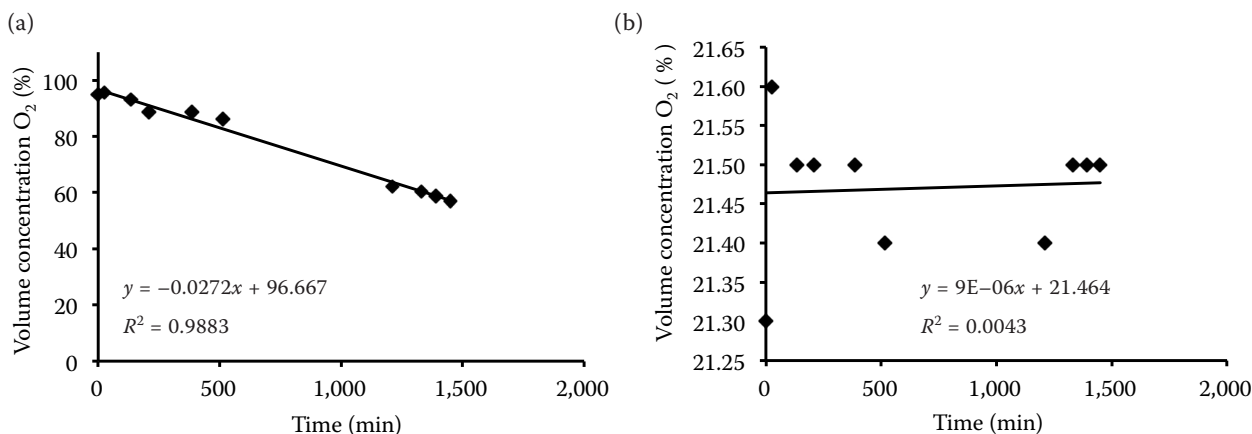 (a)
Volume concentration O₂ (%)
100
80
60
40
20
0
y = −0.0272x + 96.667
R² = 0.9883
0 500 1,000 1,500 2,000
Time (min)
(b)
Volume concentration O₂ ( % )
21.65
21.60
21.55
21.50
21.45
21.40
21.35
21.30
21.25
y = 9E−06x + 21.464
R² = 0.0043
0 500 1,000 1,500 2,000
Time (min)